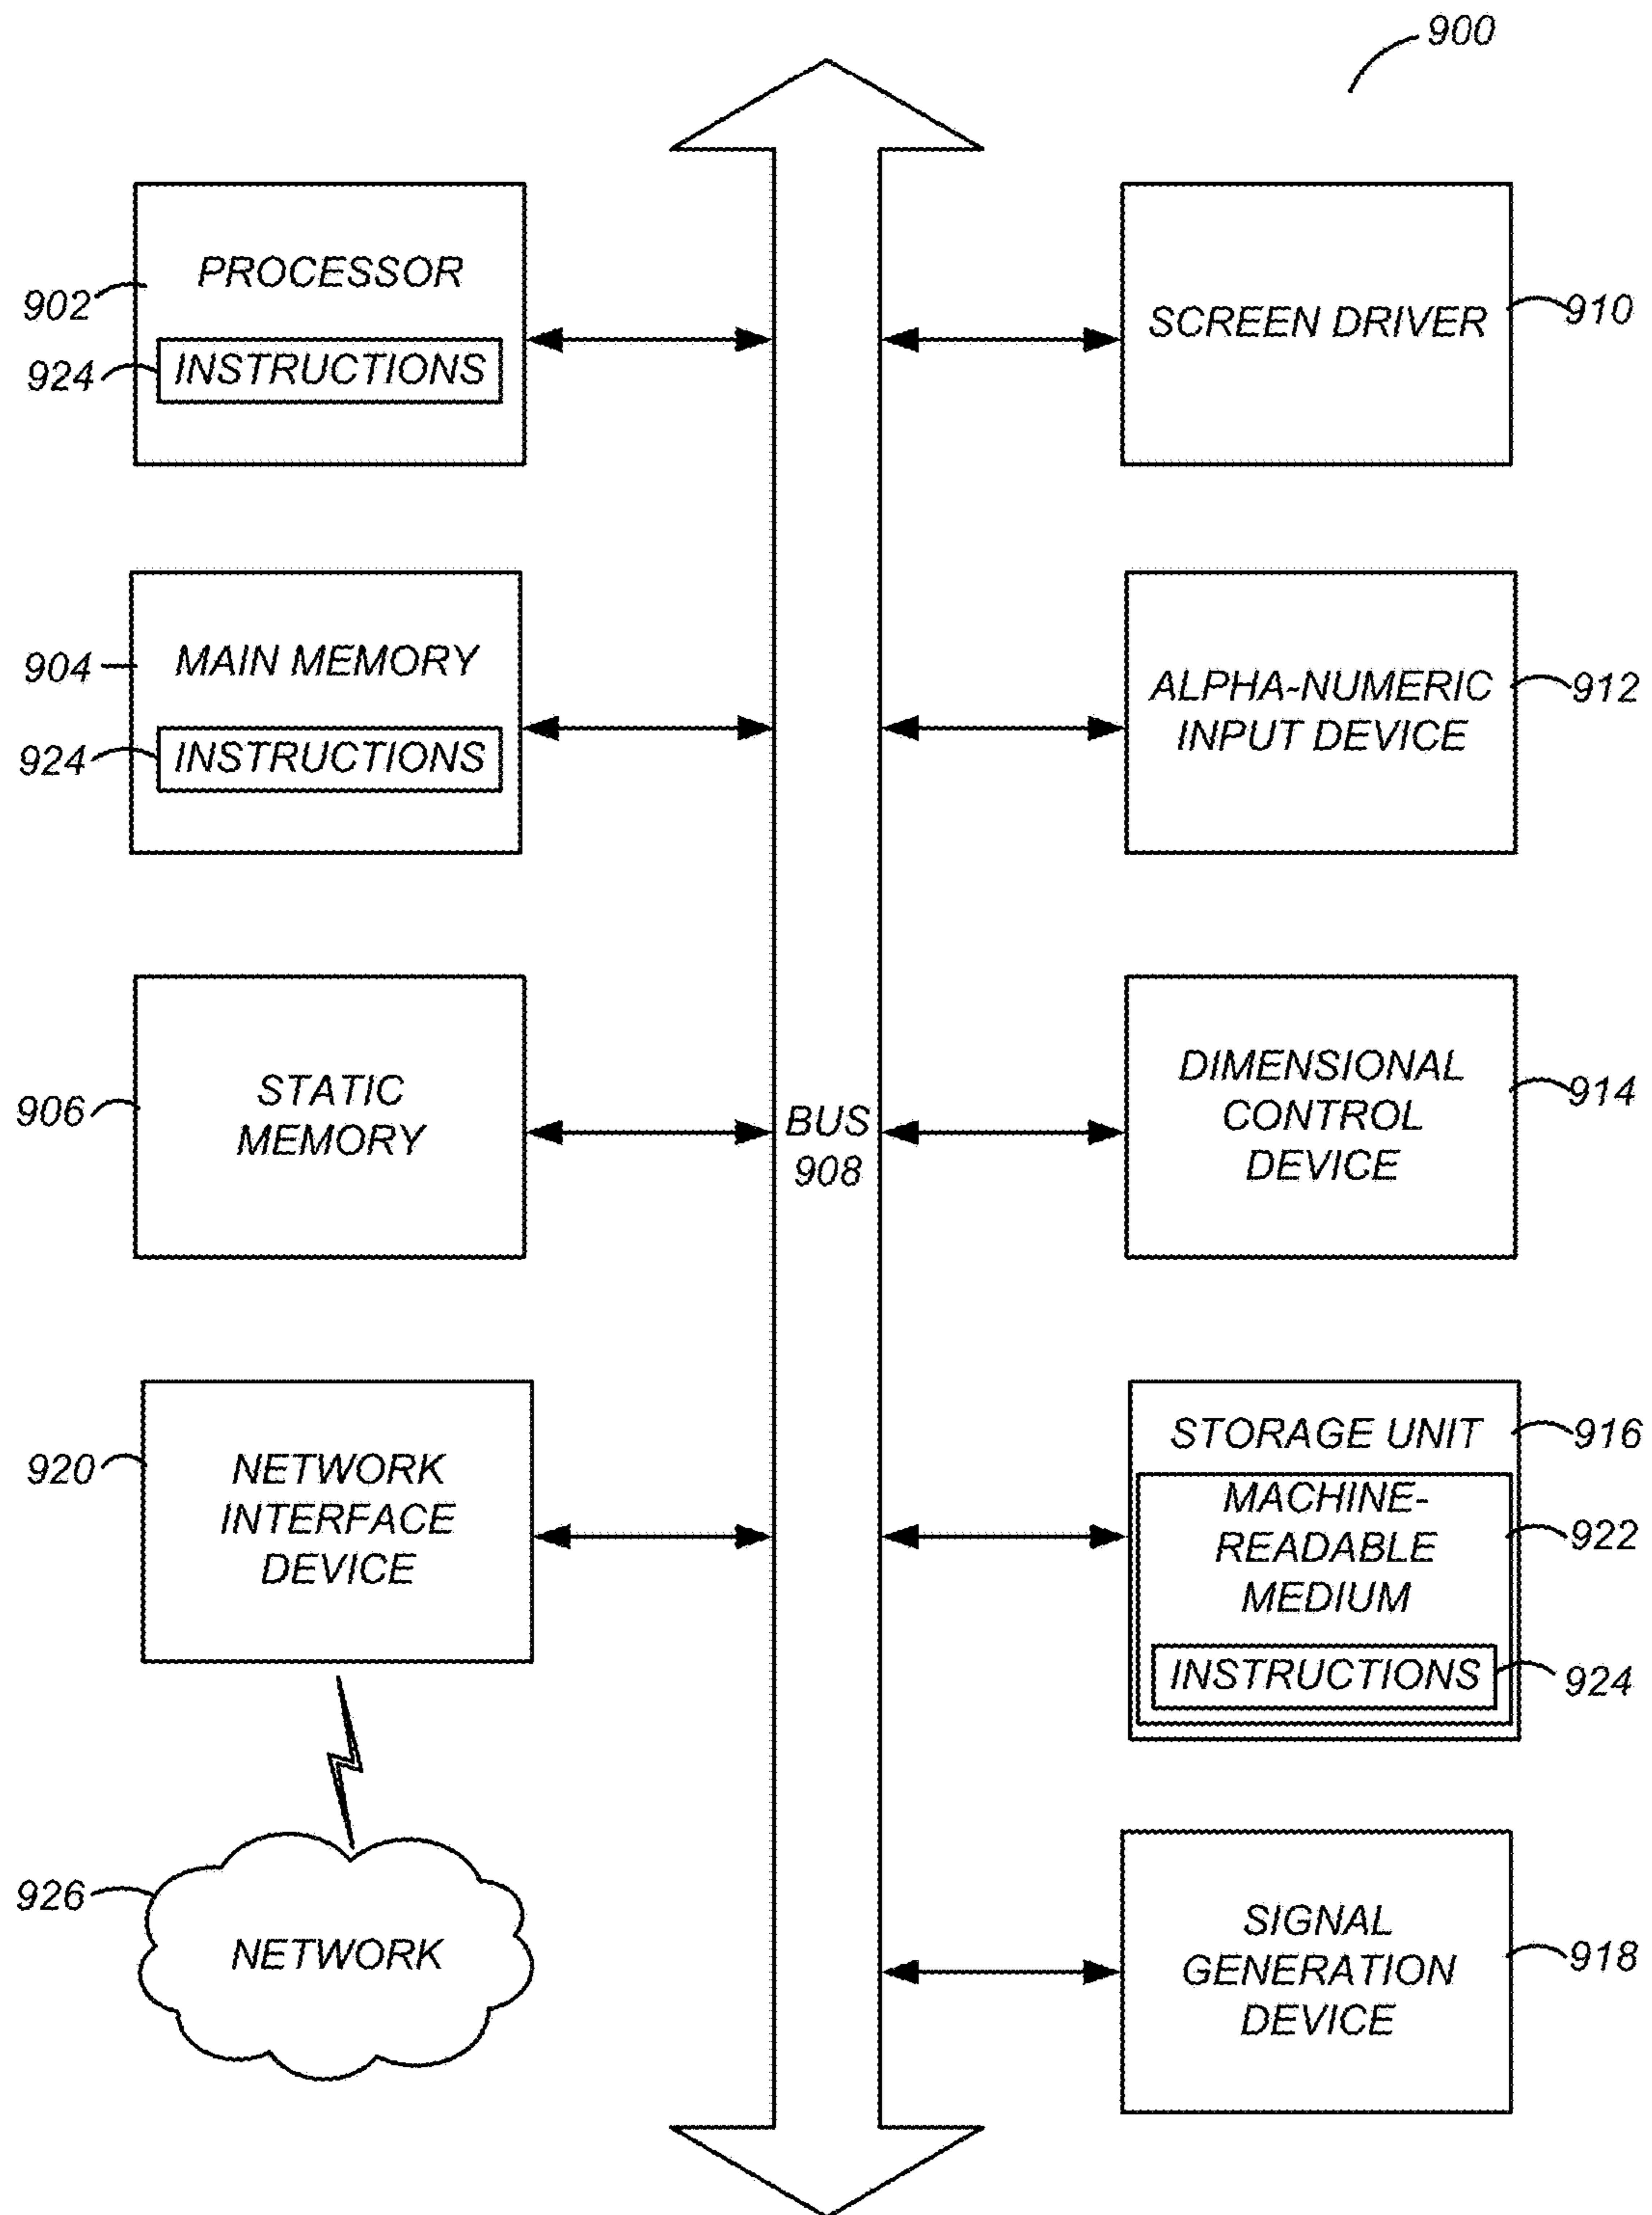 900
PROCESSOR
902
INSTRUCTIONS
924
SCREEN DRIVER
910
MAIN MEMORY
904
INSTRUCTIONS
924
ALPHA-NUMERIC
INPUT DEVICE
912
STATIC
MEMORY
906
BUS
908
DIMENSIONAL
CONTROL
DEVICE
914
NETWORK
INTERFACE
DEVICE
920
STORAGE UNIT
916
MACHINE-
READABLE
MEDIUM
922
INSTRUCTIONS
924
NETWORK
926
SIGNAL
GENERATION
DEVICE
918